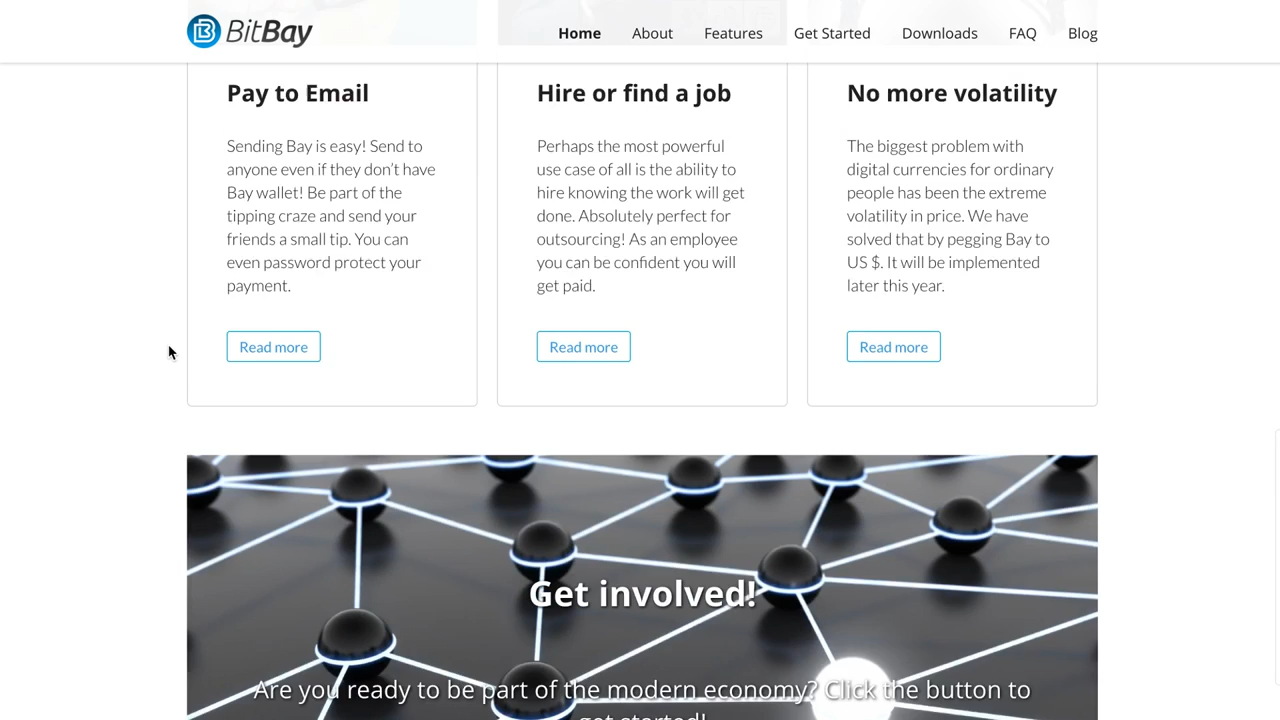 BitBay
Home About Features Get Started Downloads FAQ Blog
Pay to Email
Sending Bay is easy! Send to
anyone even if they don’t have
Bay wallet! Be part of the
tipping craze and send your
friends a small tip. You can
even password protect your
payment.
Read more
Hire or find a job
Perhaps the most powerful
use case of all is the ability to
hire knowing the work will get
done. Absolutely perfect for
outsourcing! As an employee
you can be confident you will
get paid.
Read more
No more volatility
The biggest problem with
digital currencies for ordinary
people has been the extreme
volatility in price. We have
solved that by pegging Bay to
US $. It will be implemented
later this year.
Read more
Get involved!
Are you ready to be part of the modern economy? Click the button to
get started!